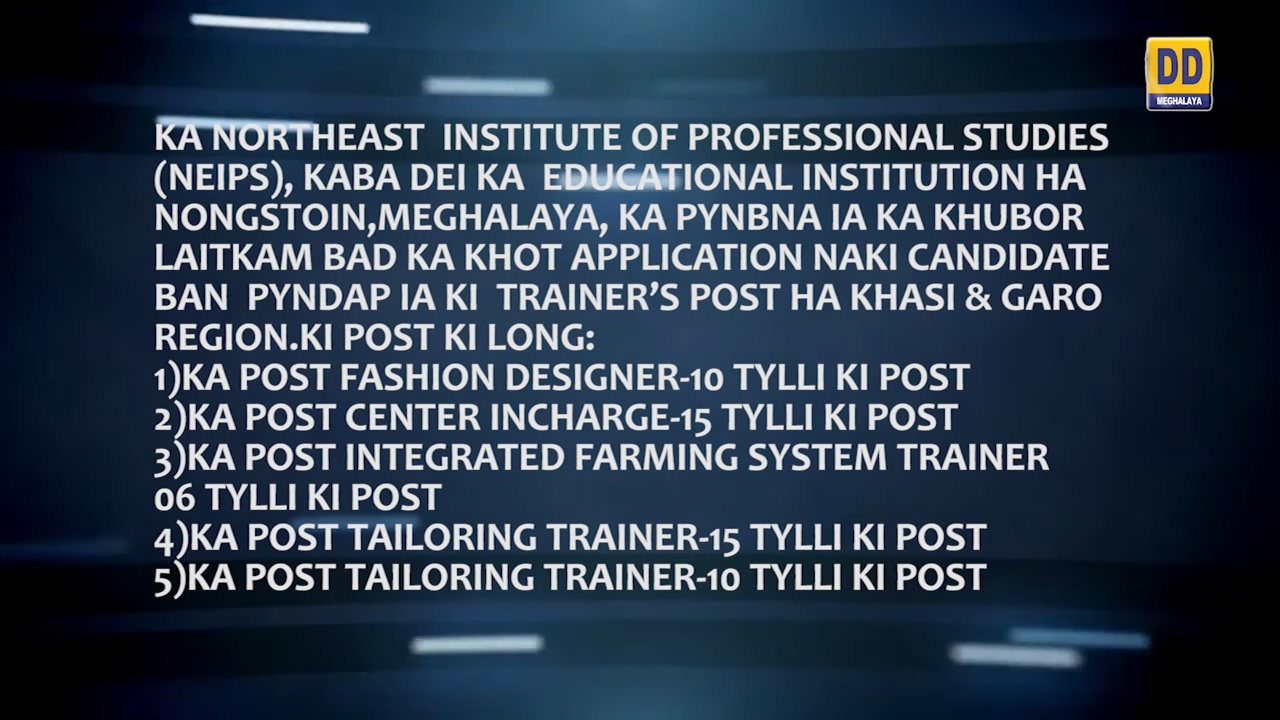 DD
MEGHALAYA
KA NORTHEAST INSTITUTE OF PROFESSIONAL STUDIES
(NEIPS), KABA DEI KA EDUCATIONAL INSTITUTION HA
NONGSTOIN,MEGHALAYA, KA PYNBNA IA KA KHUBOR
LAITKAM BAD KA KHOT APPLICATION NAKI CANDIDATE
BAN PYNDAP IA KI TRAINER’S POST HA KHASI & GARO
REGION.KI POST KI LONG:
1)KA POST FASHION DESIGNER-10 TYLLI KI POST
2)KA POST CENTER INCHARGE-15 TYLLI KI POST
3)KA POST INTEGRATED FARMING SYSTEM TRAINER
06 TYLLI KI POST
4)KA POST TAILORING TRAINER-15 TYLLI KI POST
5)KA POST TAILORING TRAINER-10 TYLLI KI POST